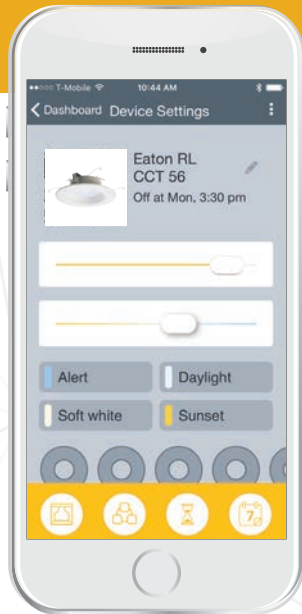 T-Mobile 10:44 AM
Dashboard Device Settings
Eaton RL
CCT 56
Off at Mon, 3:30 pm
Alert Daylight
Soft white Sunset
7